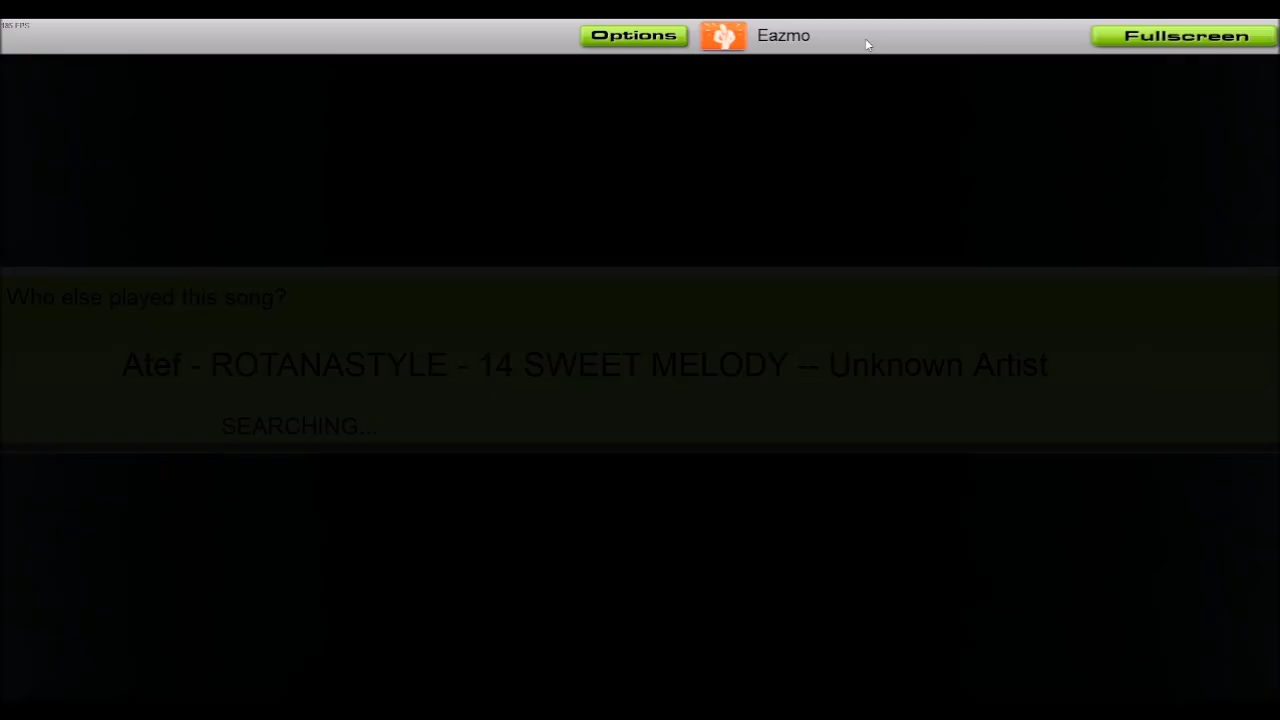 Options
Eazmo
Fullscreen
Who else played this song?
Atef - ROTANASTYLE - 14 SWEET MELODY -- Unknown Artist
SEARCHING...